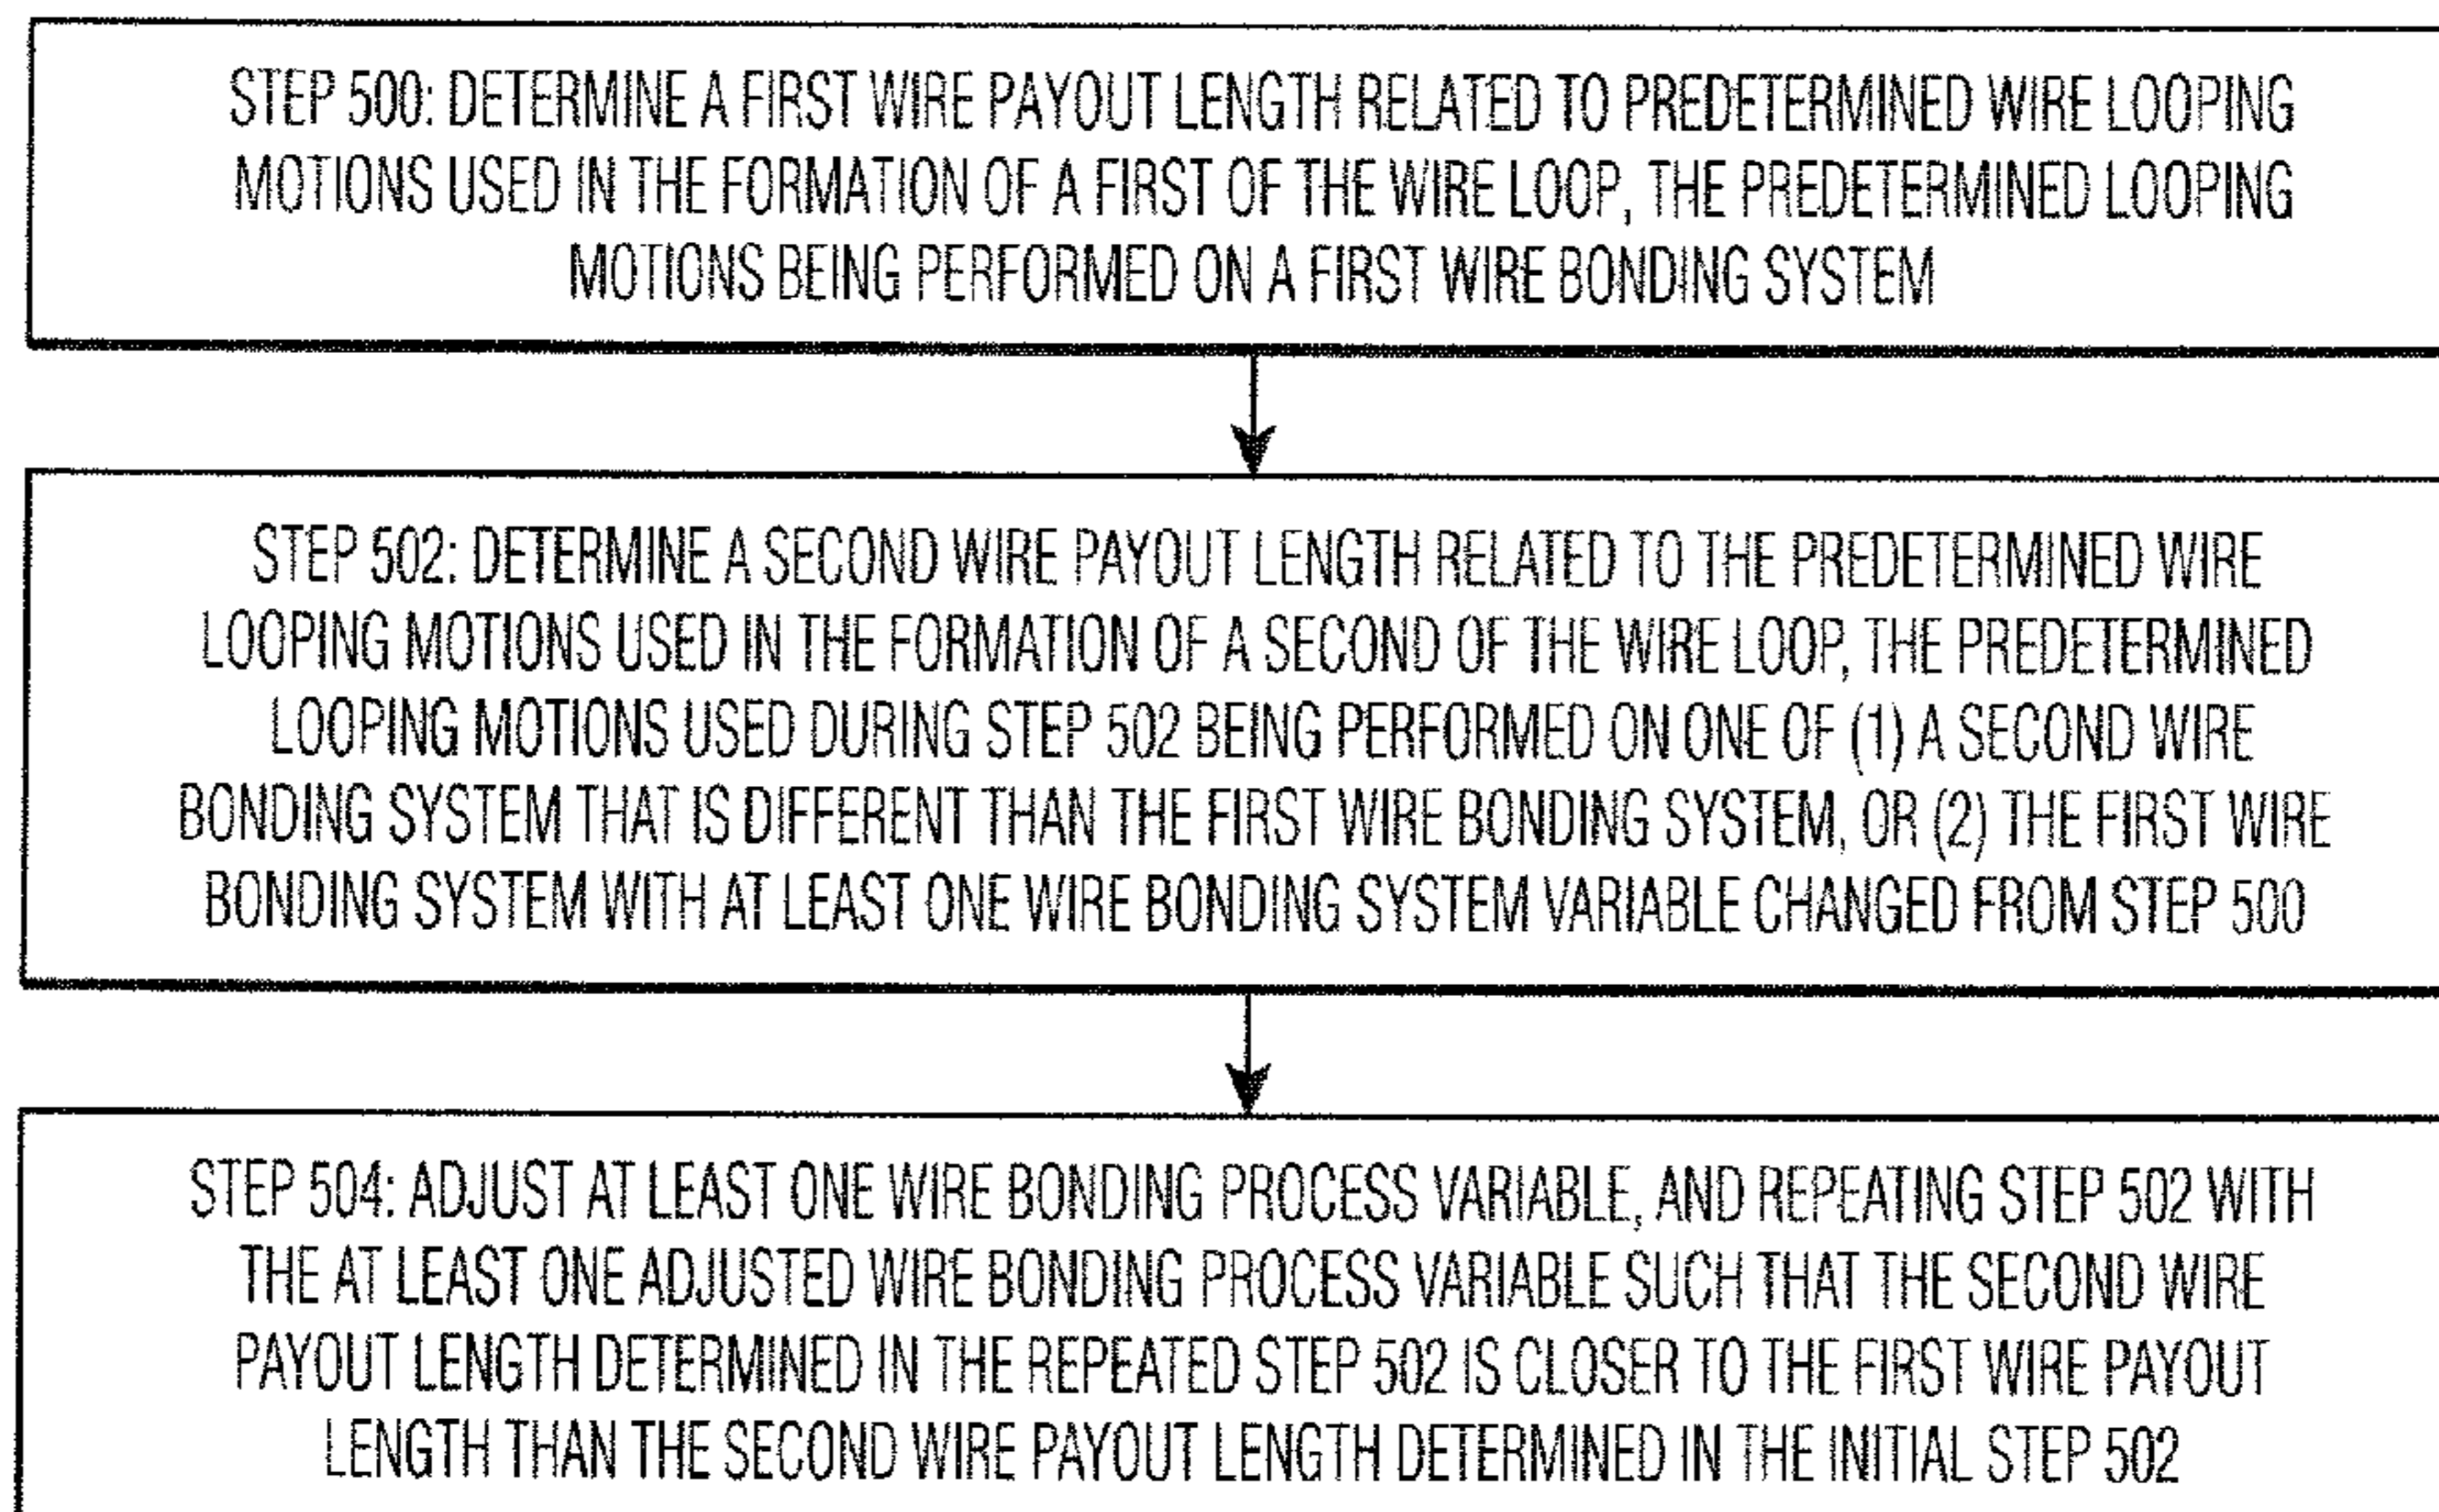 STEP 500: DETERMINE A FIRST WIRE PAYOUT LENGTH RELATED TO PREDETERMINED WIRE LOOPING
MOTIONS USED IN THE FORMATION OF A FIRST OF THE WIRE LOOP, THE PREDETERMINED LOOPING
MOTIONS BEING PERFORMED ON A FIRST WIRE BONDING SYSTEM
STEP 502: DETERMINE A SECOND WIRE PAYOUT LENGTH RELATED TO THE PREDETERMINED WIRE
LOOPING MOTIONS USED IN THE FORMATION OF A SECOND OF THE WIRE LOOP, THE PREDETERMINED
LOOPING MOTIONS USED DURING STEP 502 BEING PERFORMED ON ONE OF (1) A SECOND WIRE
BONDING SYSTEM THAT IS DIFFERENT THAN THE FIRST WIRE BONDING SYSTEM, OR (2) THE FIRST WIRE
BONDING SYSTEM WITH AT LEAST ONE WIRE BONDING SYSTEM VARIABLE CHANGED FROM STEP 500
STEP 504: ADJUST AT LEAST ONE WIRE BONDING PROCESS VARIABLE, AND REPEATING STEP 502 WITH
THE AT LEAST ONE ADJUSTED WIRE BONDING PROCESS VARIABLE SUCH THAT THE SECOND WIRE
PAYOUT LENGTH DETERMINED IN THE REPEATED STEP 502 IS CLOSER TO THE FIRST WIRE PAYOUT
LENGTH THAN THE SECOND WIRE PAYOUT LENGTH DETERMINED IN THE INITIAL STEP 502